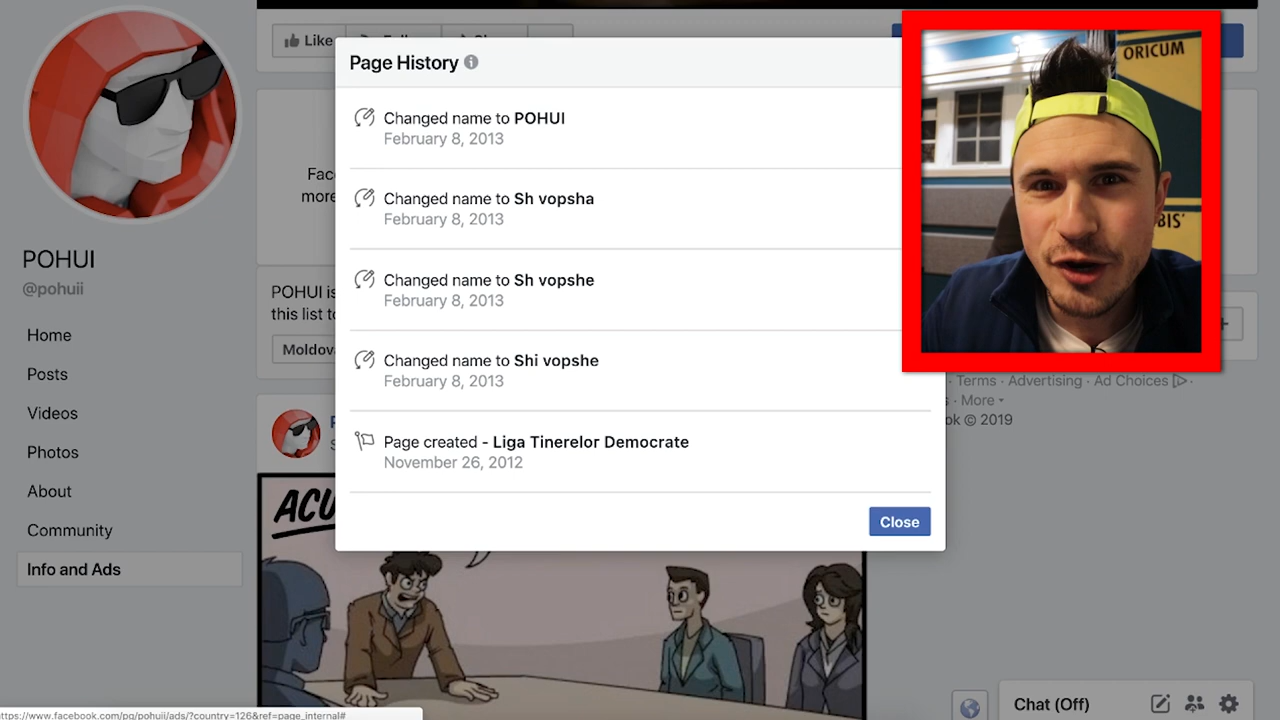 Like
Page History
Changed name to POHUI
February 8, 2013
Changed name to Sh vopsha
February 8, 2013
Changed name to Sh vopshe
February 8, 2013
Changed name to Shi vopshe
February 8, 2013
Page created - Liga Tinerelor Democrate
November 26, 2012
Close
POHUI
@pohuii
Home
Posts
Videos
Photos
About
Community
Info and Ads
POHUI is
this list to
ORICUM
Terms · Advertising · Ad Choices
More
© 2019
Chat (Off)
https://www.facebook.com/pg/pohuii/ads/?country=126&ref=page_internal#